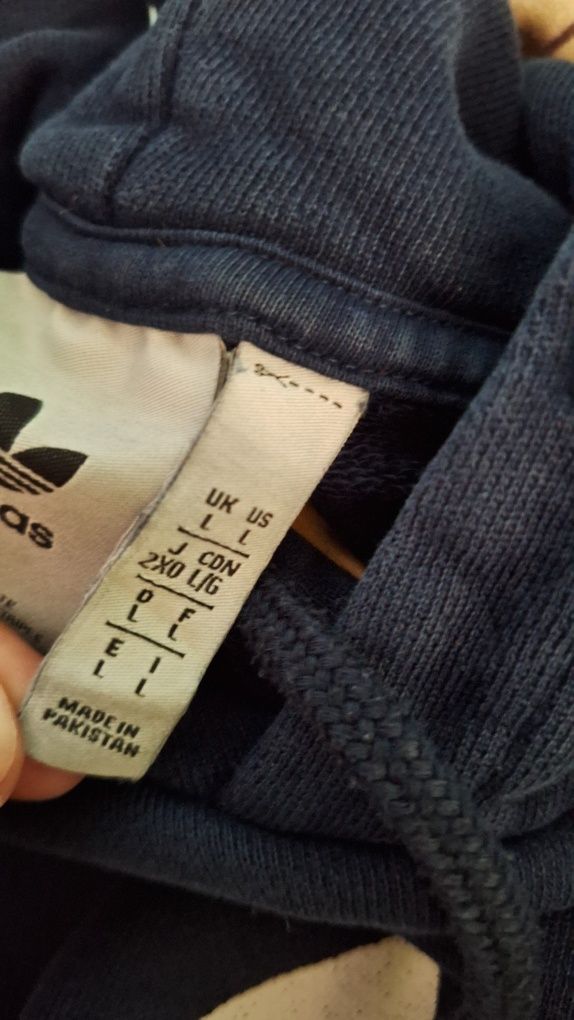 as
UK US
L L
J CDN
2XO L/G
D F
L L
E I
L L
MADE IN
PAKISTAN